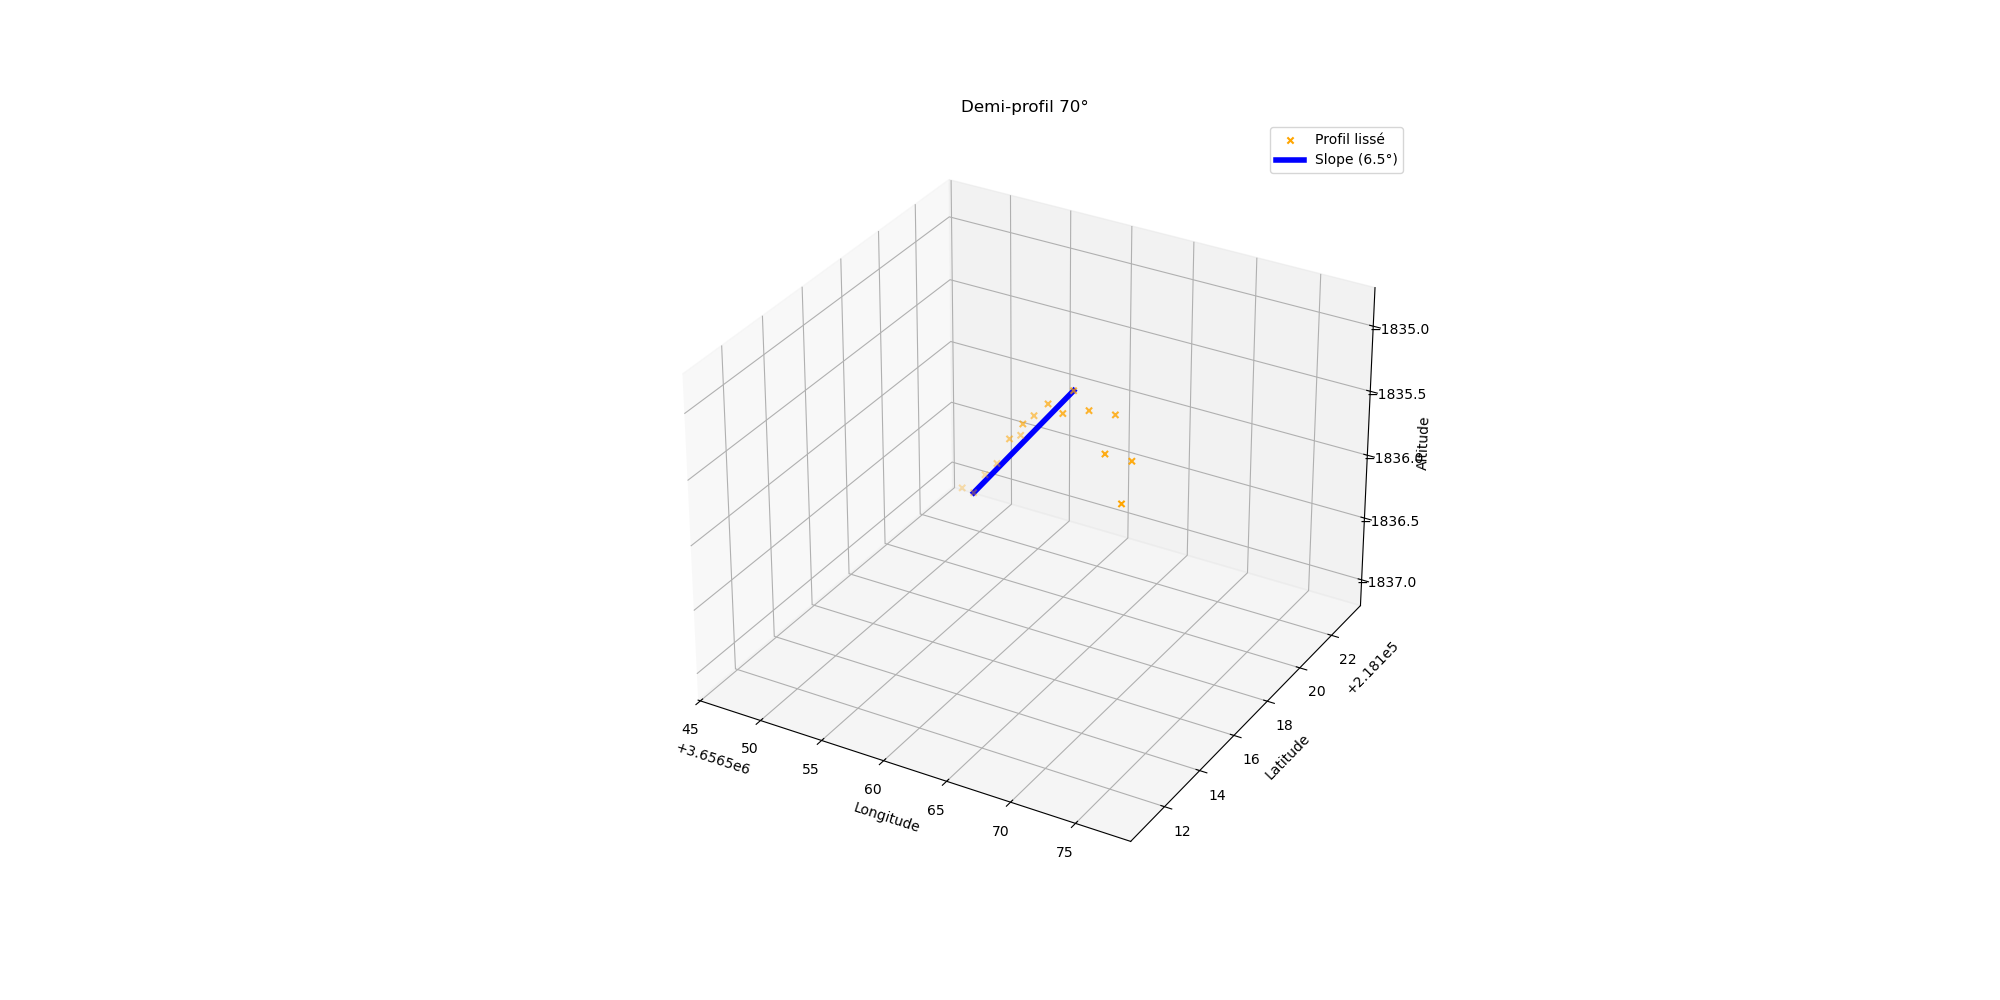 Demi-profil 70°
Profil lissé
Slope (6.5°)
−1835.0
−1835.5
−1836.0
−1836.5
−1837.0
Altitude
22
20
18
16
14
12
+2.181e5
Latitude
45
50
55
60
65
70
75
+3.6565e6
Longitude